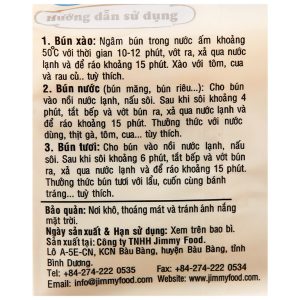 Hướng dẫn sử dụng
1. Bún xào: Ngâm bún trong nước ấm khoảng
50°C với thời gian 10-12 phút, vớt ra, xả qua nước
lạnh và để ráo khoảng 15 phút. Xào với tôm, cua
và rau củ... tuỳ thích.
2. Bún nước (bún măng, bún riêu...): Cho bún
vào nồi nước lạnh, nấu sôi. Sau khi sôi khoảng 4
phút, tắt bếp và vớt bún ra, xả qua nước lạnh và
để ráo khoảng 15 phút. Thưởng thức với nước
dùng, thịt gà, tôm, cua... tùy thích.
3. Bún tươi: Cho bún vào nồi nước lạnh, nấu
sôi. Sau khi sôi khoảng 6 phút, tắt bếp và vớt bún
ra, xả qua nước lạnh và để ráo khoảng 15 phút.
Thưởng thức bún tươi với lẩu, cuốn cùng bánh
tráng... tuỳ thích.
Bảo quản: Nơi khô, thoáng mát và tránh ánh nắng
mặt trời.
Ngày sản xuất & Hạn sử dụng: Xem trên bao bì.
Sản xuất tại: Công ty TNHH Jimmy Food.
Lô A-5E-CN, KCN Bàu Bàng, huyện Bàu Bàng, tỉnh
Bình Dương.
Tel: +84-274-222 0535 Fax: +84-274-222 0534
Email: info@jimmyfood.com Website: www.jimmyfood.com